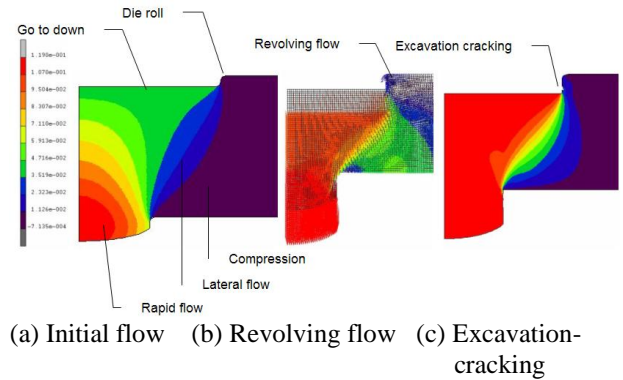 Die roll
Go to down
Revolving flow
Excavation cracking
1.190e-001
1.070e-001
9.504e-002
8.307e-002
7.110e-002
5.913e-002
4.716e-002
3.519e-002
2.323e-002
1.126e-002
-7.135e-004
Compression
Lateral flow
Rapid flow
(a) Initial flow (b) Revolving flow (c) Excavation-
cracking